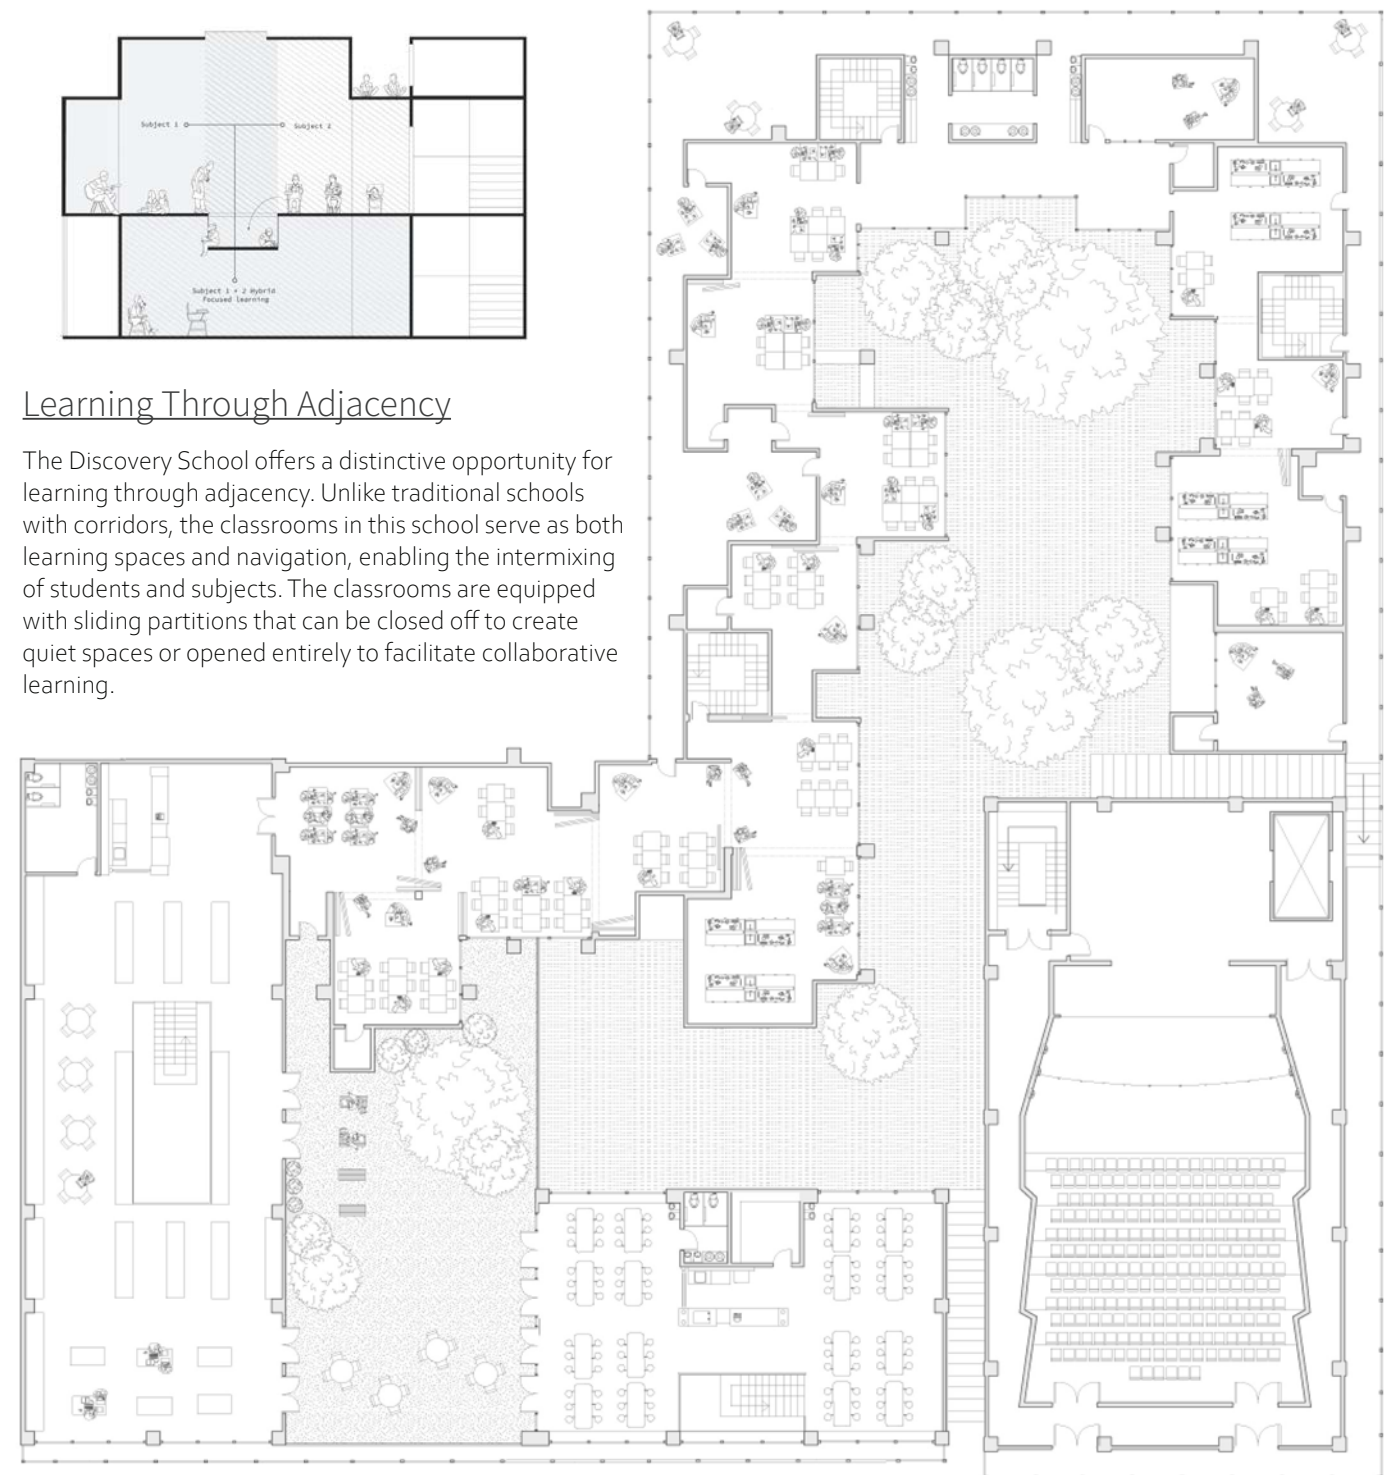 Subject 1
Subject 2
Subject 1 + 2 Hybrid
Focused learning
Learning Through Adjacency
The Discovery School offers a distinctive opportunity for
learning through adjacency. Unlike traditional schools
with corridors, the classrooms in this school serve as both
learning spaces and navigation, enabling the intermixing
of students and subjects. The classrooms are equipped
with sliding partitions that can be closed off to create
quiet spaces or opened entirely to facilitate collaborative
learning.